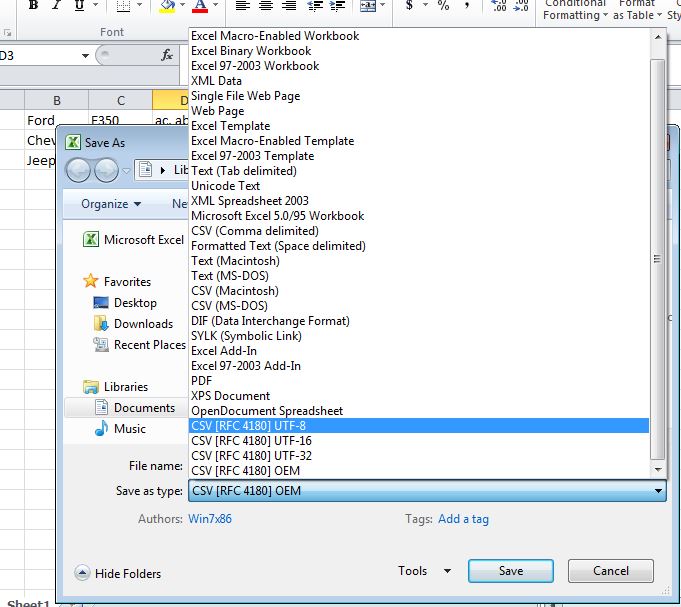 B I U A $ % , .00 .0
Conditional Format
Formatting as Table
Font
D3 fx
B C D
Ford F350 ac, ab
Chev
Jeep
Save As
Lib
Organize Ne
Microsoft Excel
Favorites
Desktop
Downloads
Recent Places
Libraries
Documents
Music
Excel Macro-Enabled Workbook
Excel Binary Workbook
Excel 97-2003 Workbook
XML Data
Single File Web Page
Web Page
Excel Template
Excel Macro-Enabled Template
Excel 97-2003 Template
Text (Tab delimited)
Unicode Text
XML Spreadsheet 2003
Microsoft Excel 5.0/95 Workbook
CSV (Comma delimited)
Formatted Text (Space delimited)
Text (Macintosh)
Text (MS-DOS)
CSV (Macintosh)
CSV (MS-DOS)
DIF (Data Interchange Format)
SYLK (Symbolic Link)
Excel Add-In
Excel 97-2003 Add-In
PDF
XPS Document
OpenDocument Spreadsheet
CSV [RFC 4180] UTF-8
CSV [RFC 4180] UTF-16
CSV [RFC 4180] UTF-32
CSV [RFC 4180] OEM
File name:
Save as type: CSV [RFC 4180] OEM
Authors: Win7x86 Tags: Add a tag
Hide Folders Tools Save Cancel
Sheet1